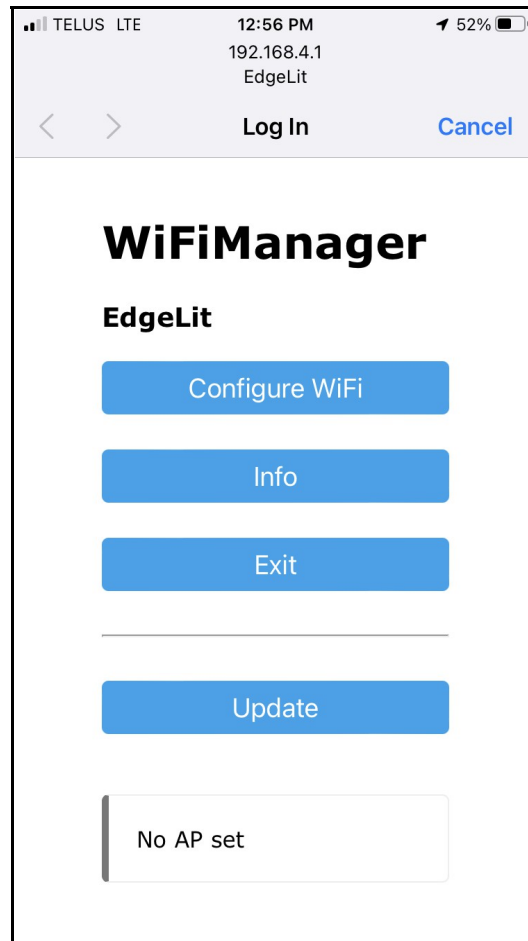 TELUS LTE 12:56 PM 52%
192.168.4.1
EdgeLit
Log In Cancel
WiFiManager
EdgeLit
Configure WiFi
Info
Exit
Update
No AP set